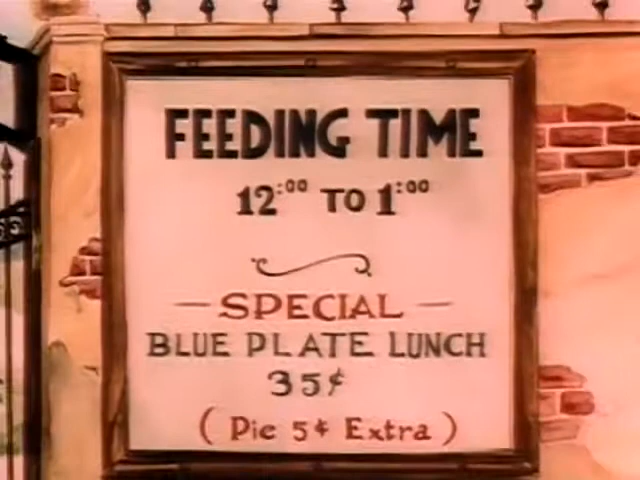 FEEDING TIME
12:00 TO 1:00
— SPECIAL —
BLUE PLATE LUNCH
35¢
(Pie 5¢ Extra)